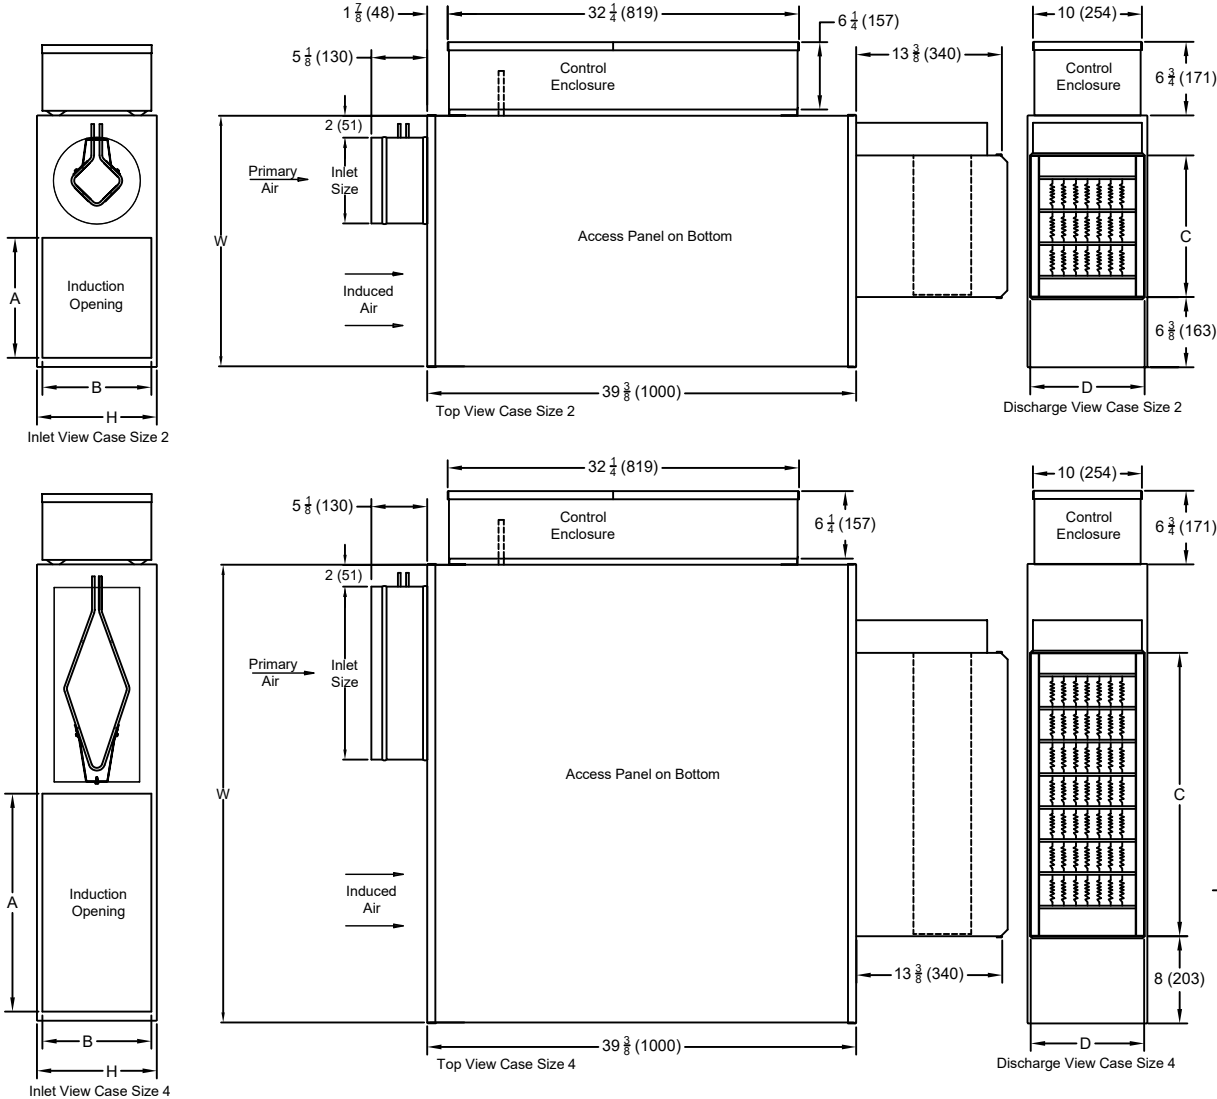 1 7/8 (48)
32 1/4 (819)
6 1/4 (157)
10 (254)
5 1/8 (130)
13 3/8 (340)
Control
Enclosure
Control
Enclosure
6 3/4 (171)
2 (51)
Primary
Air
Inlet
Size
W
Access Panel on Bottom
C
Induction
Opening
A
Induced
Air
6 3/8 (163)
B
H
39 3/8 (1000)
D
Inlet View Case Size 2
Top View Case Size 2
Discharge View Case Size 2
32 1/4 (819)
10 (254)
5 1/8 (130)
Control
Enclosure
6 1/4 (157)
Control
Enclosure
6 3/4 (171)
2 (51)
Primary
Air
Inlet
Size
W
Access Panel on Bottom
C
Induction
Opening
A
Induced
Air
13 3/8 (340)
8 (203)
B
H
39 3/8 (1000)
D
Inlet View Case Size 4
Top View Case Size 4
Discharge View Case Size 4